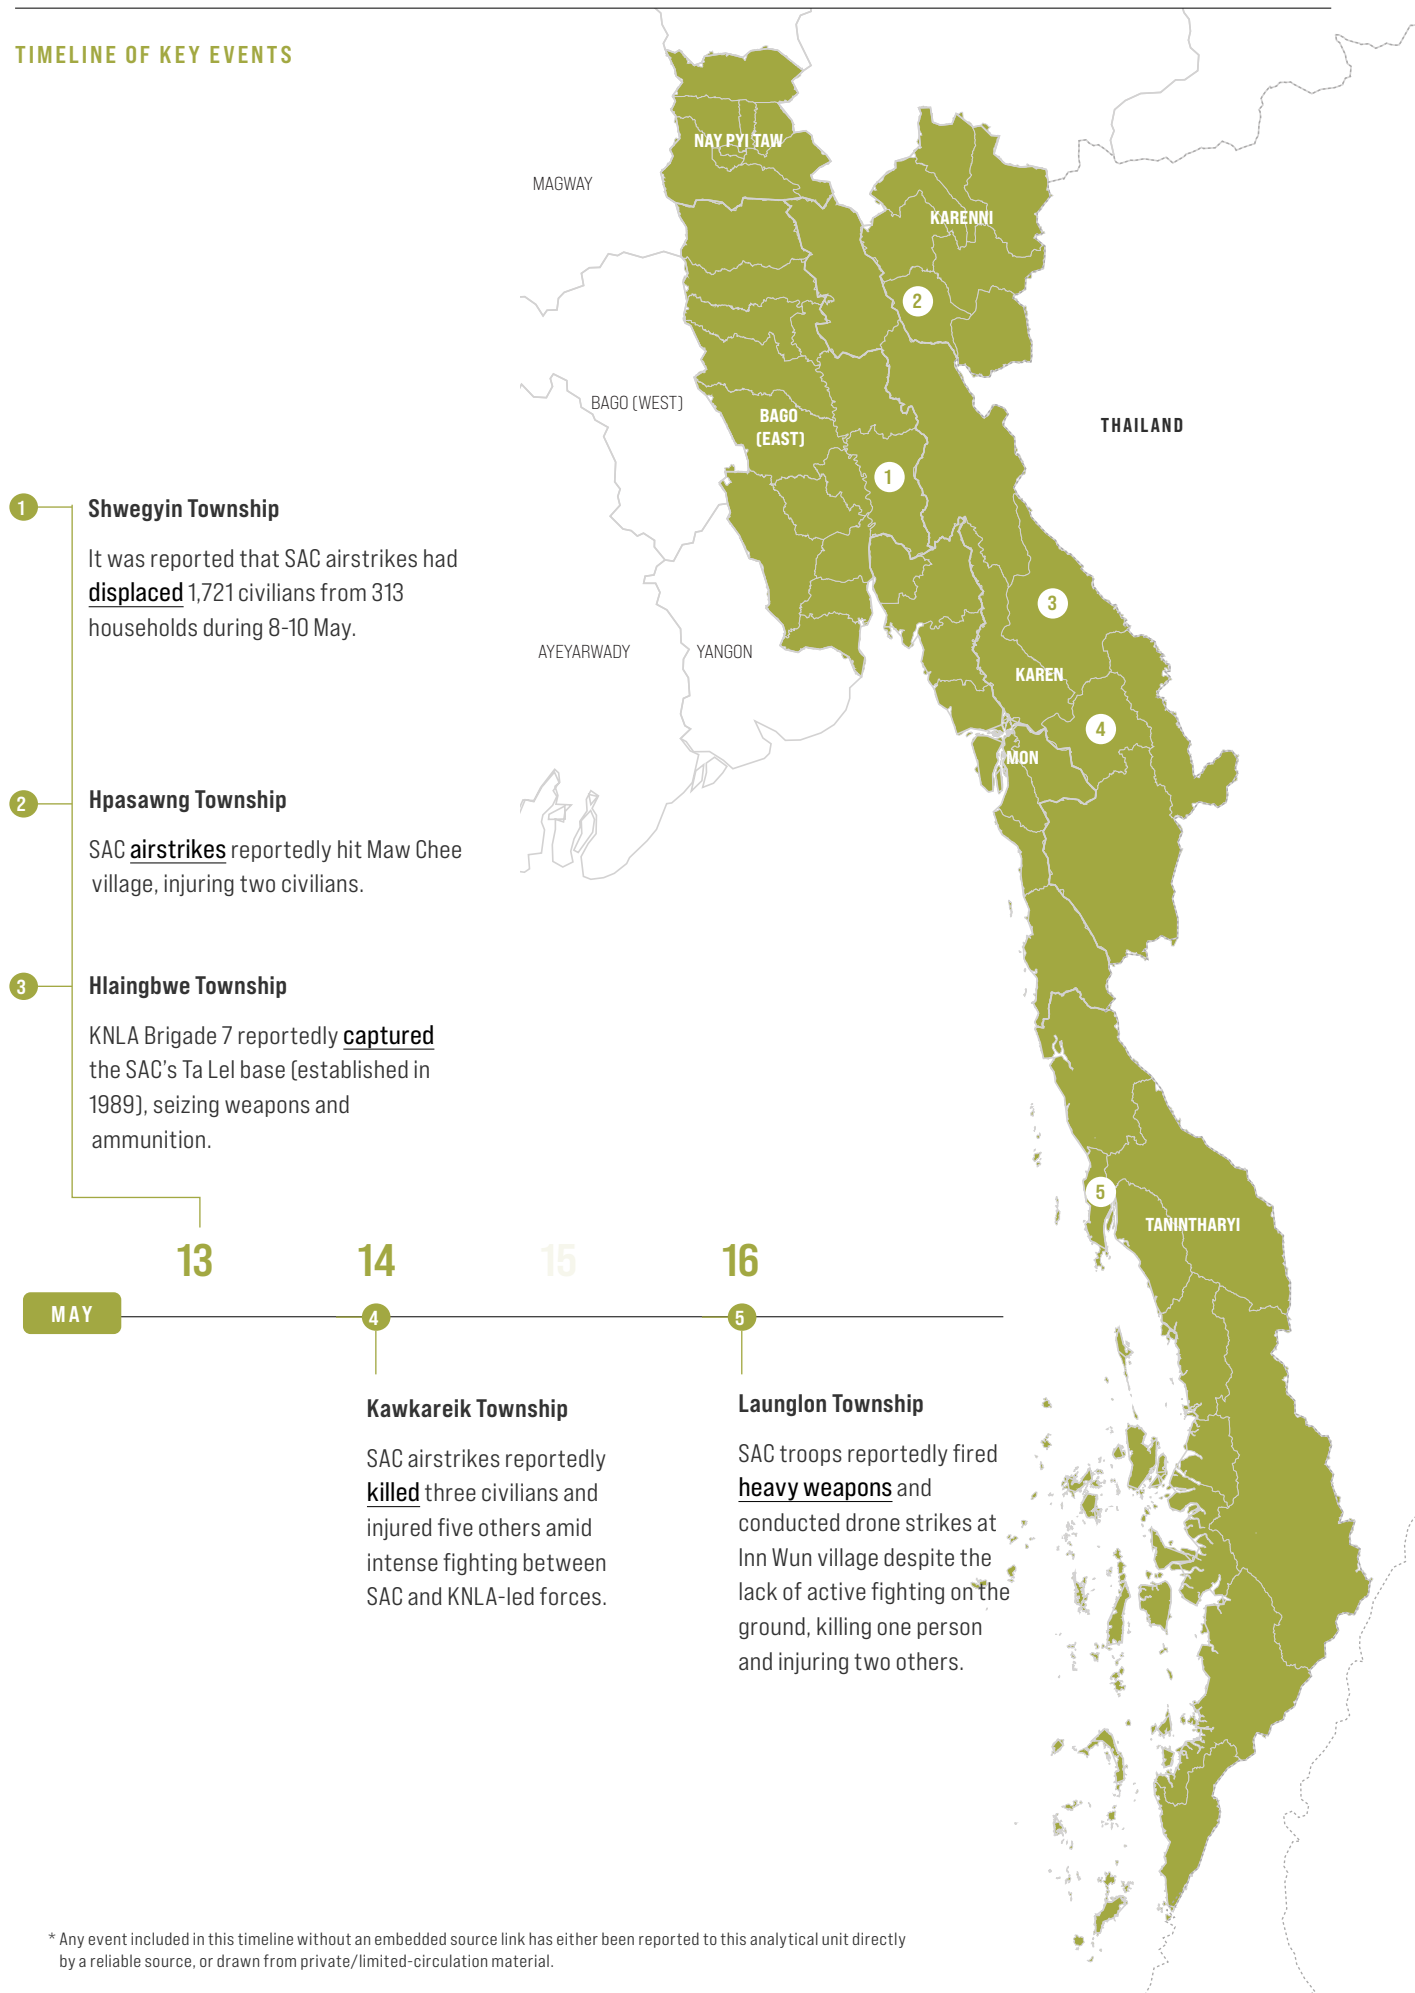 TIMELINE OF KEY EVENTS
NAY PYI TAW
MAGWAY
KARENNI
2
BAGO (WEST)
BAGO
(EAST)
THAILAND
1
3
AYEYARWADY
YANGON
KAREN
4
MON
5
TANINTHARYI
1
Shwegyin Township
It was reported that SAC airstrikes had
displaced 1,721 civilians from 313
households during 8-10 May.
2
Hpasawng Township
SAC airstrikes reportedly hit Maw Chee
village, injuring two civilians.
3
Hlaingbwe Township
KNLA Brigade 7 reportedly captured
the SAC's Ta Lel base (established in
1989), seizing weapons and
ammunition.
13
14
15
16
MAY
4
5
Kawkareik Township
SAC airstrikes reportedly
killed three civilians and
injured five others amid
intense fighting between
SAC and KNLA-led forces.
Launglon Township
SAC troops reportedly fired
heavy weapons and
conducted drone strikes at
Inn Wun village despite the
lack of active fighting on the
ground, killing one person
and injuring two others.
* Any event included in this timeline without an embedded source link has either been reported to this analytical unit directly
by a reliable source, or drawn from private/limited-circulation material.